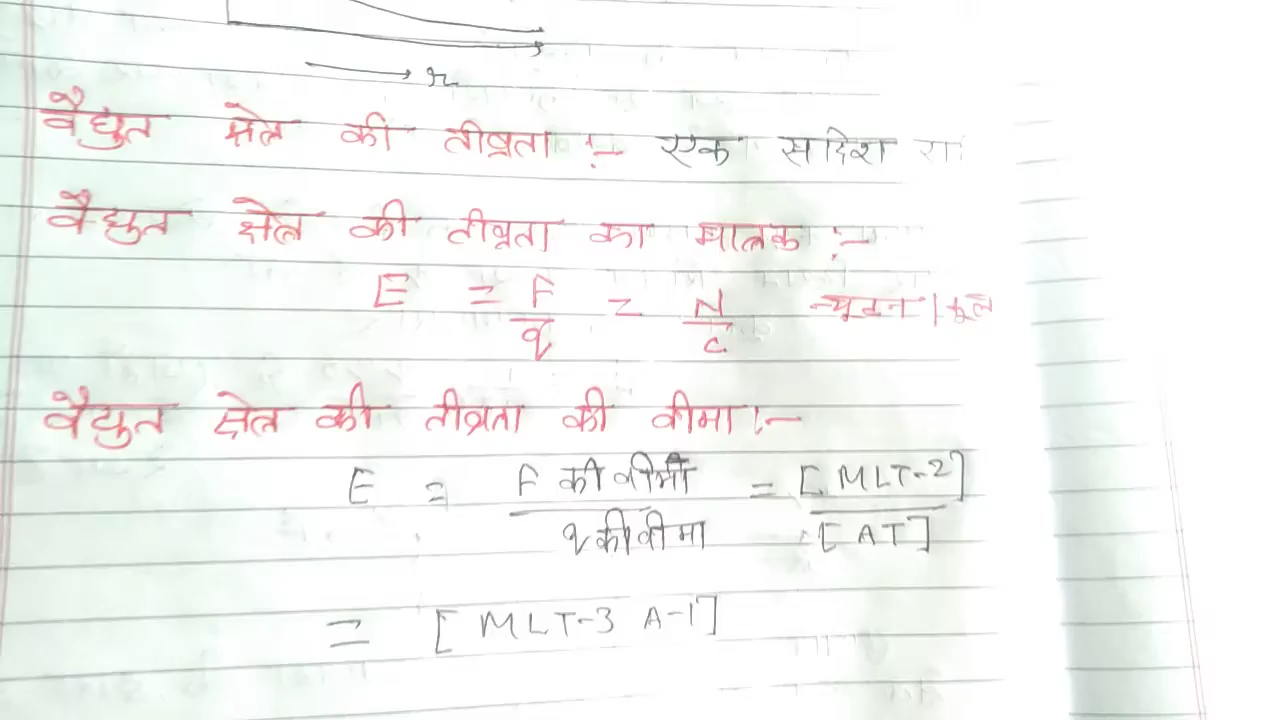 r
वैद्युत क्षेत्र की तीव्रता :- एक सदिश रा
वैद्युत क्षेत्र की तीव्रता का मात्रक :-
E = F/q = N/c न्यूटन/कूल
वैद्युत क्षेत्र की तीव्रता की वीमा :-
E = F की वीमा / q की वीमा = [MLT-2] / [AT]
= [MLT-3 A-1]